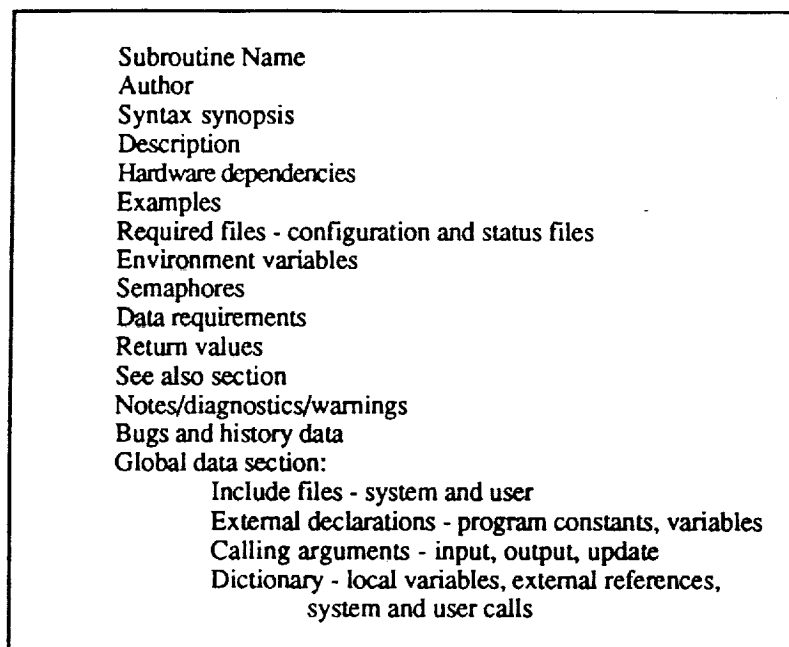 Subroutine Name
Author
Syntax synopsis
Description
Hardware dependencies
Examples
Required files - configuration and status files
Environment variables
Semaphores
Data requirements
Return values
See also section
Notes/diagnostics/warnings
Bugs and history data
Global data section:
Include files - system and user
External declarations - program constants, variables
Calling arguments - input, output, update
Dictionary - local variables, external references,
system and user calls